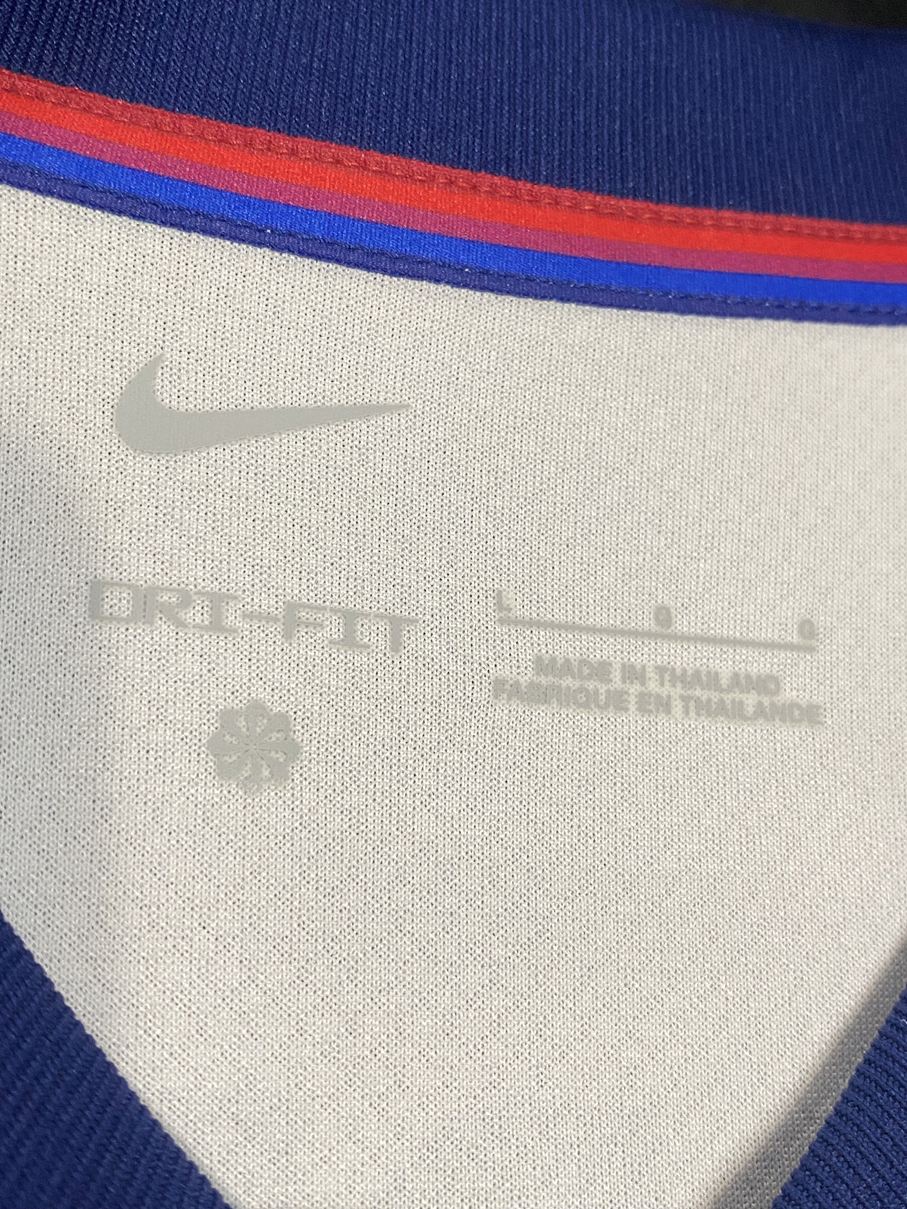 DRI-FIT
L G G
MADE IN THAILAND
FABRIQUE EN THAILANDE